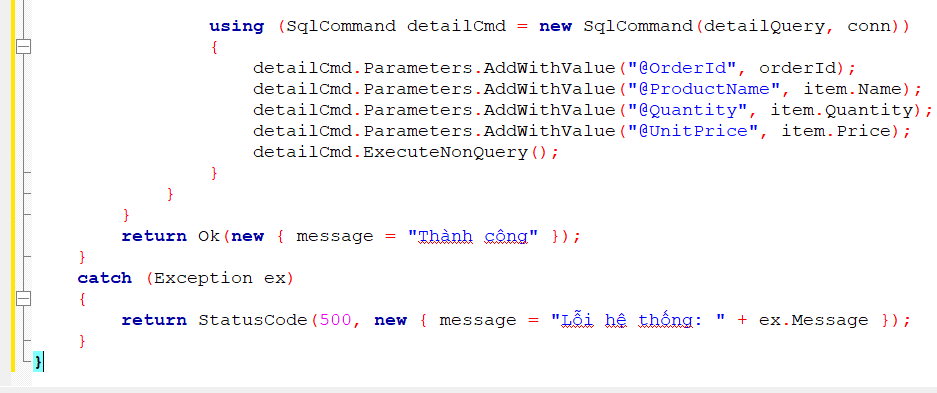 using (SqlCommand detailCmd = new SqlCommand(detailQuery, conn))
{
detailCmd.Parameters.AddWithValue("@OrderId", orderId);
detailCmd.Parameters.AddWithValue("@ProductName", item.Name);
detailCmd.Parameters.AddWithValue("@Quantity", item.Quantity);
detailCmd.Parameters.AddWithValue("@UnitPrice", item.Price);
detailCmd.ExecuteNonQuery();
}
}
}
return Ok(new { message = "Thành công" });
}
catch (Exception ex)
{
return StatusCode(500, new { message = "Lỗi hệ thống: " + ex.Message });
}
}